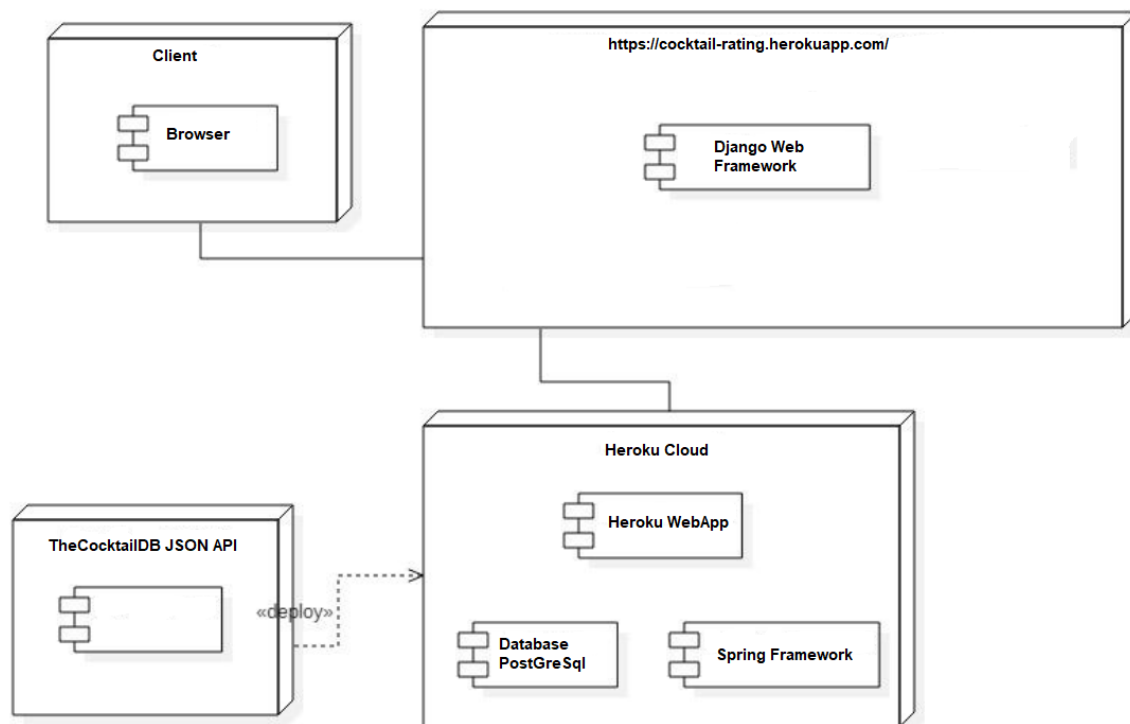 Client
https://cocktail-rating.herokuapp.com/
Browser
Django Web
Framework
Heroku Cloud
Heroku WebApp
TheCocktailDB JSON API
«deploy»
Database
PostGreSql
Spring Framework